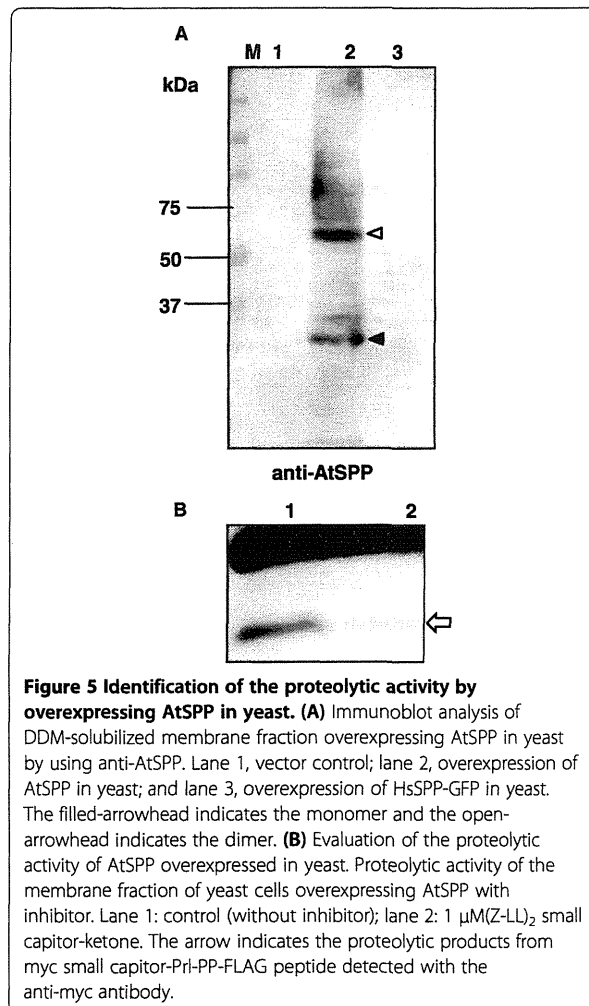 A
M 1 2 3
kDa
75
50
37
anti-AtSPP
B 1 2
Figure 5 Identification of the proteolytic activity by
overexpressing AtSPP in yeast. (A) Immunoblot analysis of
DDM-solubilized membrane fraction overexpressing AtSPP in yeast
by using anti-AtSPP. Lane 1, vector control; lane 2, overexpression of
AtSPP in yeast; and lane 3, overexpression of HsSPP-GFP in yeast.
The filled-arrowhead indicates the monomer and the open-
arrowhead indicates the dimer. (B) Evaluation of the proteolytic
activity of AtSPP overexpressed in yeast. Proteolytic activity of the
membrane fraction of yeast cells overexpressing AtSPP with
inhibitor. Lane 1: control (without inhibitor); lane 2: 1 μM(Z-LL)₂ small
capitor-ketone. The arrow indicates the proteolytic products from
myc small capitor-Prl-PP-FLAG peptide detected with the
anti-myc antibody.